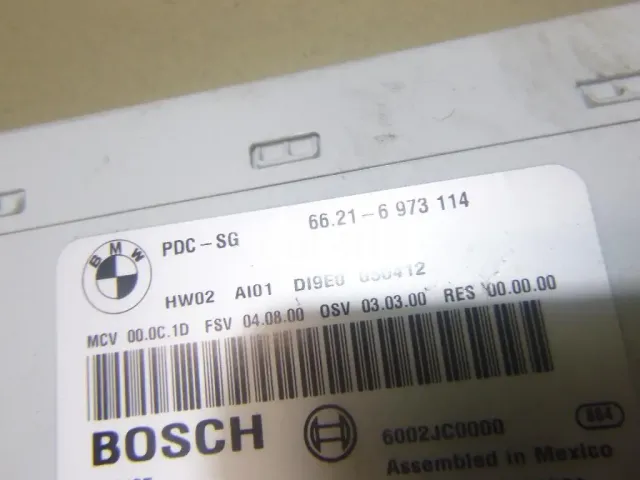 BMW
PDC-SG 66.21-6 973 114
HW02 AI01 DI9E0
MCV 00.0C.1D FSV 04.08.00 OSV 03.03.00 RES 00.00.00
BOSCH 6002JC0000
Assembled in Mexico